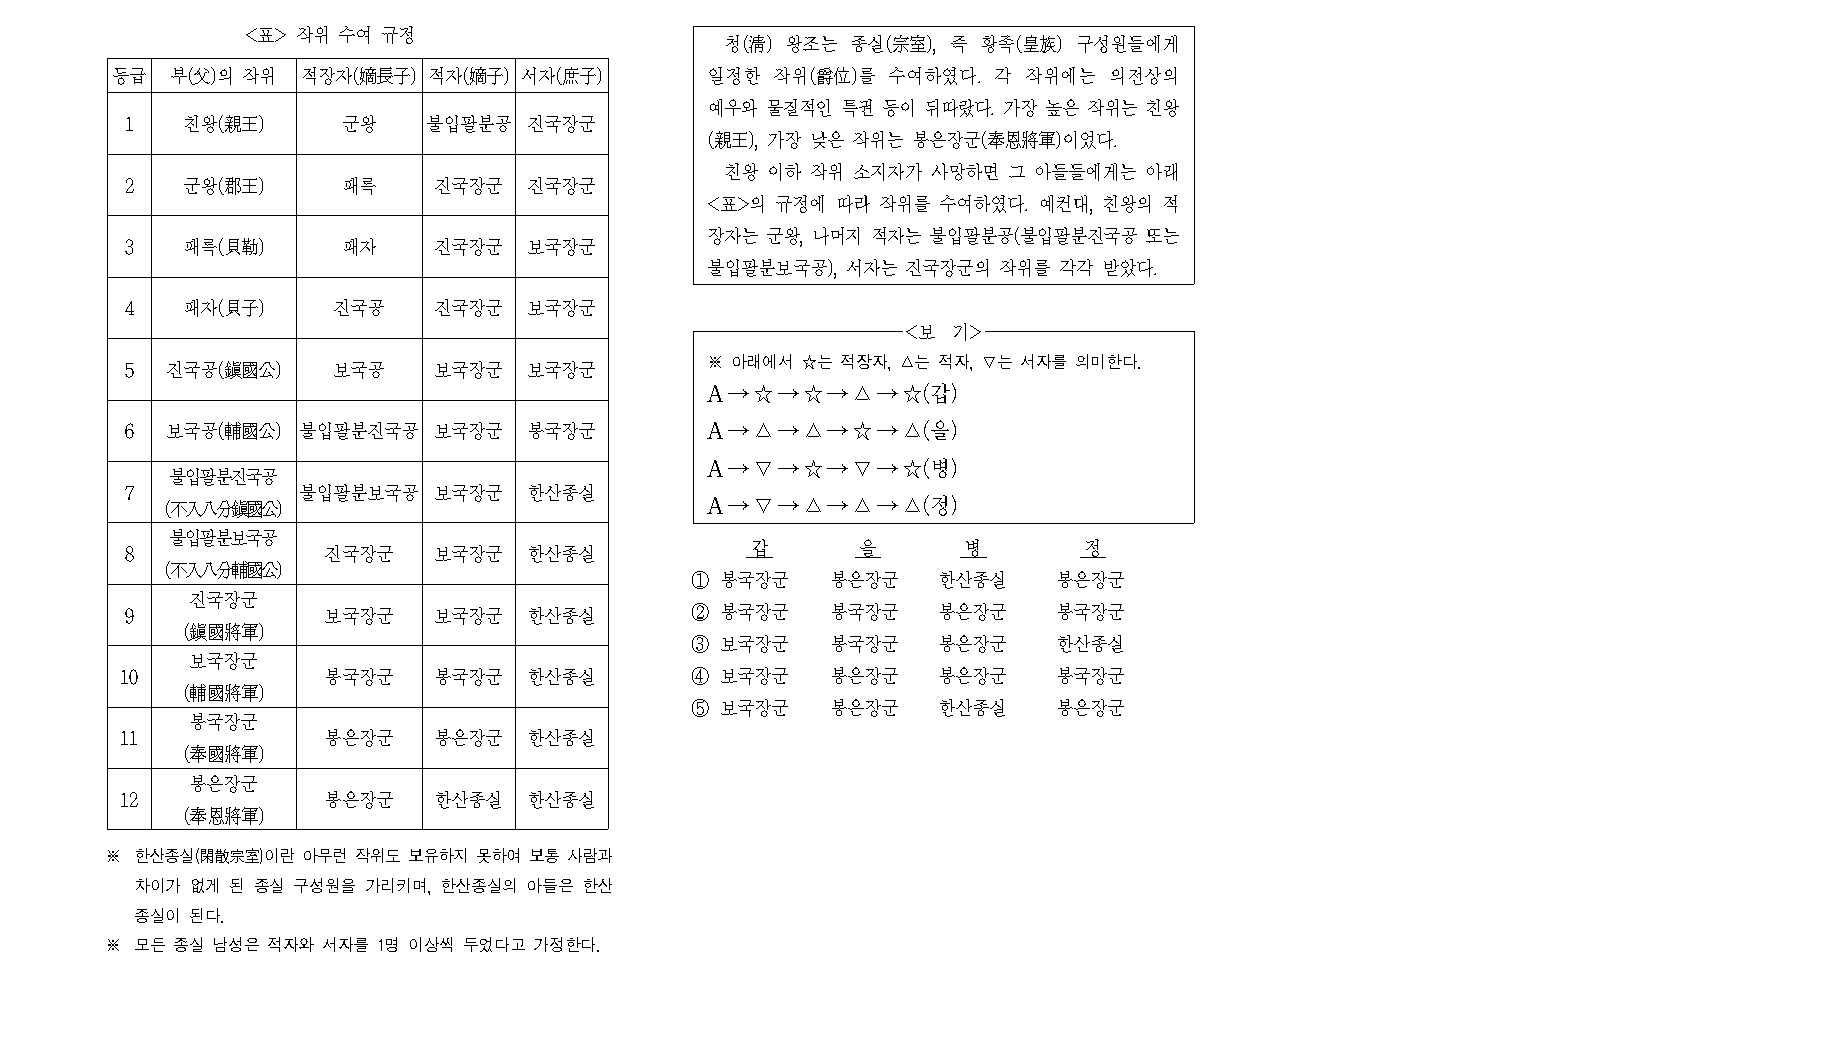 <표> 작위 수여 규정
등급 부(父)의 작위 적장자(嫡長子) 적자(嫡子) 서자(庶子)
1 친왕(親王) 군왕 불입팔분공 진국장군
2 군왕(郡王) 패륵 진국장군 진국장군
3 패륵(貝勒) 패자 진국장군 보국장군
4 패자(貝子) 진국공 진국장군 보국장군
5 진국공(鎭國公) 보국공 보국장군 보국장군
6 보국공(輔國公) 불입팔분진국공 보국장군 봉국장군
7 불입팔분진국공
(不入八分鎭國公) 불입팔분보국공 보국장군 한산종실
8 불입팔분보국공
(不入八分輔國公) 진국장군 보국장군 한산종실
9 진국장군
(鎭國將軍) 보국장군 보국장군 한산종실
10 보국장군
(輔國將軍) 봉국장군 봉국장군 한산종실
11 봉국장군
(奉國將軍) 봉은장군 봉은장군 한산종실
12 봉은장군
(奉恩將軍) 봉은장군 한산종실 한산종실
※ 한산종실(閑散宗室)이란 아무런 작위도 보유하지 못하여 보통 사람과
차이가 없게 된 종실 구성원을 가리키며, 한산종실의 아들은 한산
종실이 된다.
※ 모든 종실 남성은 적자와 서자를 1명 이상씩 두었다고 가정한다.
청(淸) 왕조는 종실(宗室), 즉 황족(皇族) 구성원들에게
일정한 작위(爵位)를 수여하였다. 각 작위에는 의전상의
예우와 물질적인 특권 등이 뒤따랐다. 가장 높은 작위는 친왕
(親王), 가장 낮은 작위는 봉은장군(奉恩將軍)이었다.
친왕 이하 작위 소지자가 사망하면 그 아들들에게는 아래
<표>의 규정에 따라 작위를 수여하였다. 예컨대, 친왕의 적
장자는 군왕, 나머지 적자는 불입팔분공(불입팔분진국공 또는
불입팔분보국공), 서자는 진국장군의 작위를 각각 받았다.
<보 기>
※ 아래에서 ☆는 적장자, △는 적자, ▽는 서자를 의미한다.
A→☆→☆→△→☆(갑)
A→△→△→☆→△(을)
A→▽→☆→▽→☆(병)
A→▽→△→△→△(정)
갑 을 병 정
① 봉국장군 봉은장군 한산종실 봉은장군
② 봉국장군 봉국장군 봉은장군 봉국장군
③ 보국장군 봉국장군 봉은장군 한산종실
④ 보국장군 봉은장군 봉은장군 봉국장군
⑤ 보국장군 봉은장군 한산종실 봉은장군